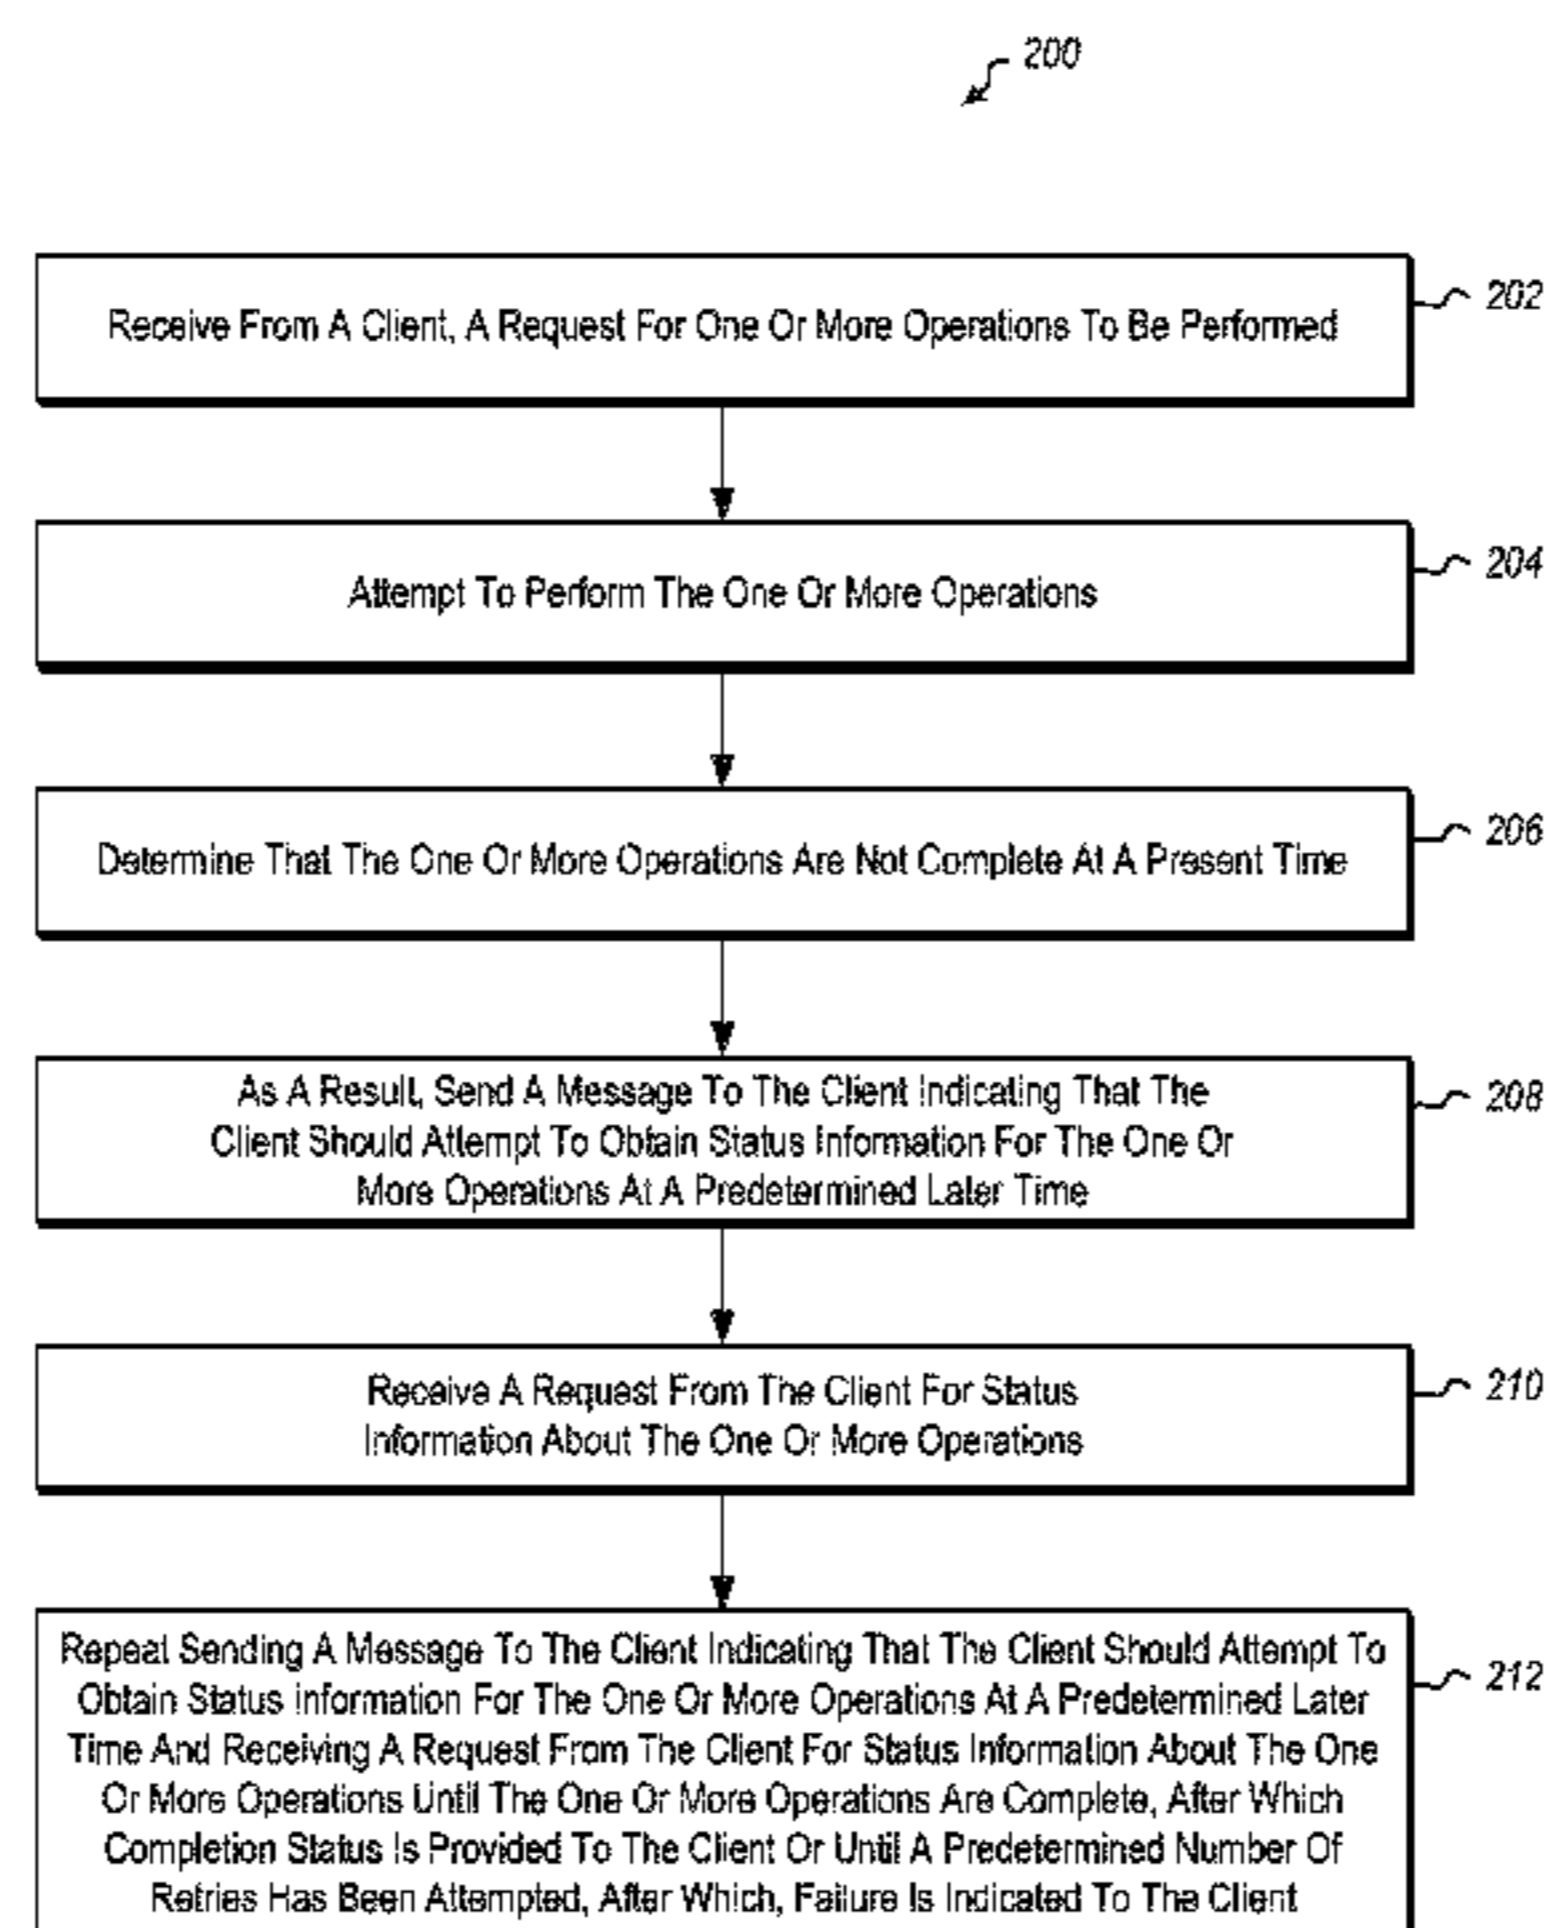 200
Receive From A Client, A Request For One Or More Operations To Be Performed
202
Attempt To Perform The One Or More Operations
204
Determine That The One Or More Operations Are Not Complete At A Present Time
206
As A Result, Send A Message To The Client Indicating That The
Client Should Attempt To Obtain Status Information For The One Or
More Operations At A Predetermined Later Time
208
Receive A Request From The Client For Status
Information About The One Or More Operations
210
Repeat Sending A Message To The Client Indicating That The Client Should Attempt To
Obtain Status Information For The One Or More Operations At A Predetermined Later
Time And Receiving A Request From The Client For Status Information About The One
Or More Operations Until The One Or More Operations Are Complete, After Which
Completion Status Is Provided To The Client Or Until A Predetermined Number Of
Retries Has Been Attempted, After Which, Failure Is Indicated To The Client
212